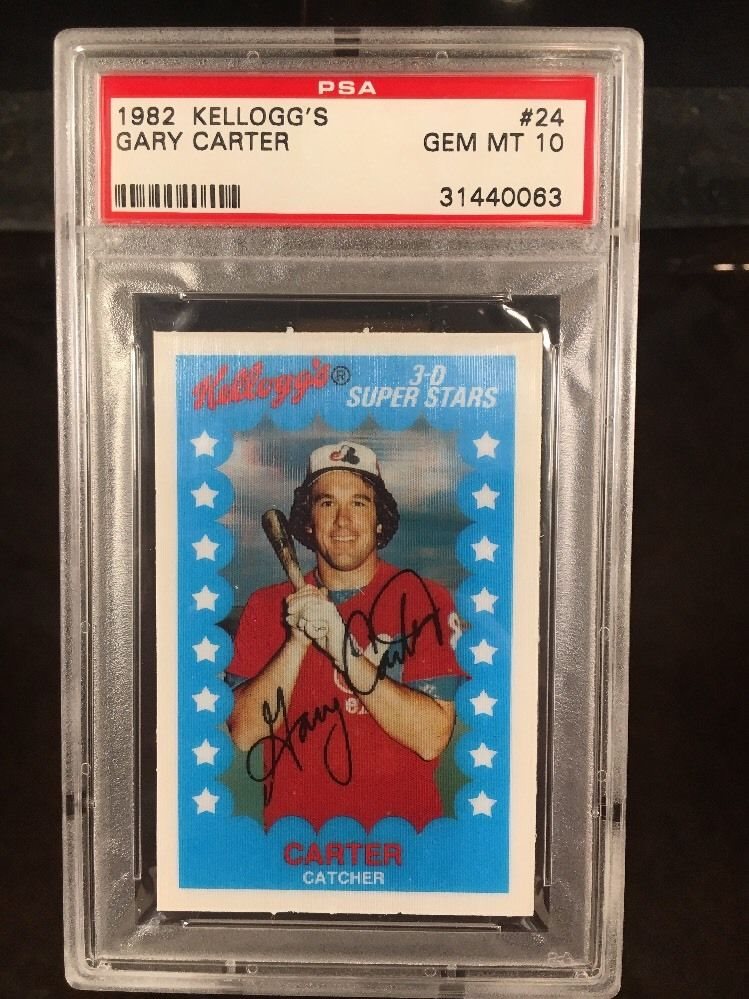 PSA
1982 KELLOGG'S #24
GARY CARTER GEM MT 10
31440063
Kellogg's®
3-D
SUPER STARS
Gary Carter
CARTER
CATCHER